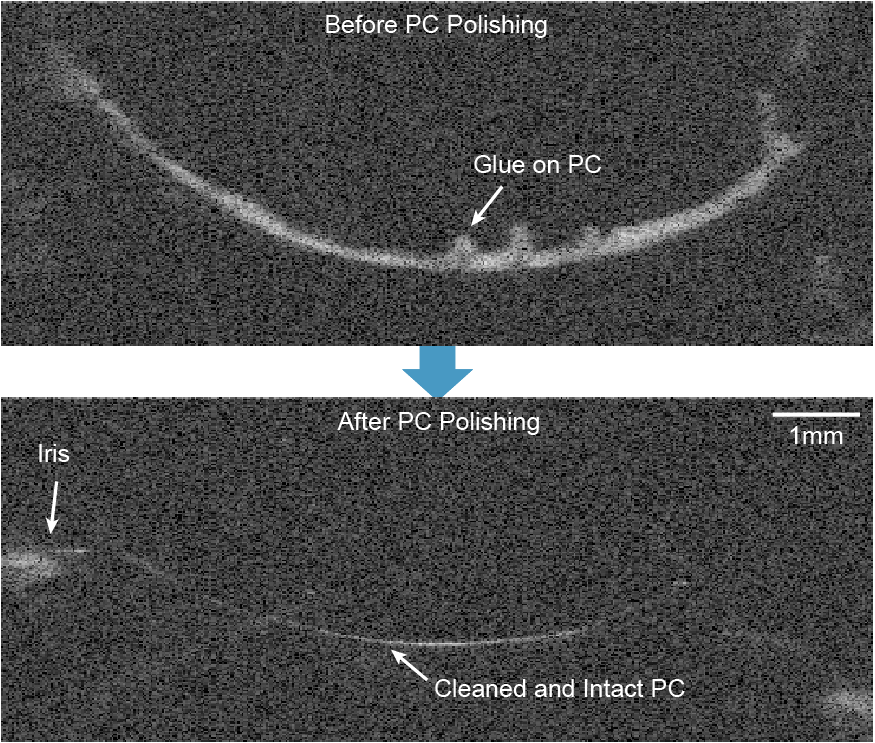 Before PC Polishing
Glue on PC
After PC Polishing
1mm
Iris
Cleaned and Intact PC